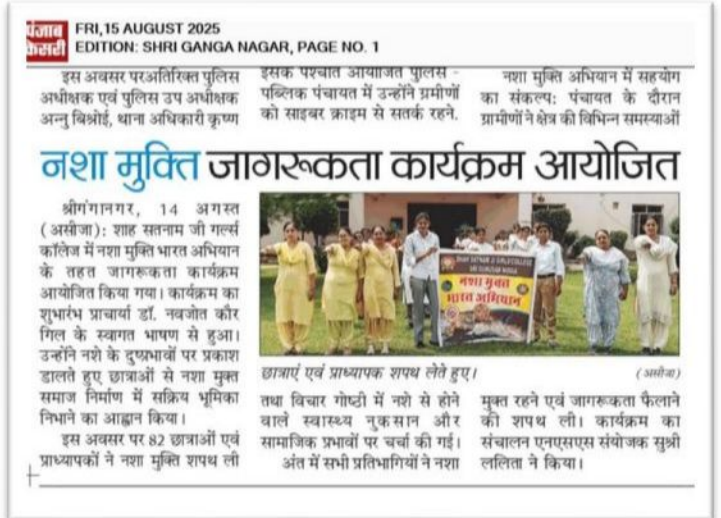 पंजाब
केसरी
FRI,15 AUGUST 2025
EDITION: SHRI GANGA NAGAR, PAGE NO. 1
इस अवसर परअतिरिक्त पुलिस
अधीक्षक एवं पुलिस उप अधीक्षक
अन्नु बिश्नोई, थाना अधिकारी कृष्ण
इसके पश्चात आयोजित पुलिस -
पब्लिक पंचायत में उन्होंने ग्रामीणों
को साइबर क्राइम से सतर्क रहने.
नशा मुक्ति अभियान में सहयोग
का संकल्प: पंचायत के दौरान
ग्रामीणों ने क्षेत्र की विभिन्न समस्याओं
नशा मुक्ति जागरूकता कार्यक्रम आयोजित
श्रीगंगानगर, 14 अगस्त
(असीजा): शाह सतनाम जी गर्ल्स
कॉलेज में नशा मुक्ति भारत अभियान
के तहत जागरूकता कार्यक्रम
आयोजित किया गया। कार्यक्रम का
शुभारंभ प्राचार्या डॉ. नवजोत कौर
गिल के स्वागत भाषण से हुआ।
उन्होंने नशे के दुष्प्रभावों पर प्रकाश
डालते हुए छात्राओं से नशा मुक्त
समाज निर्माण में सक्रिय भूमिका
निभाने का आह्वान किया।
इस अवसर पर 82 छात्राओं एवं
प्राध्यापकों ने नशा मुक्ति शपथ ली
SHAH SATNAM JI GIRLS COLLEGE
नशा मुक्त
भारत अभियान
छात्राएं एवं प्राध्यापक शपथ लेते हुए।
(असीजा)
तथा विचार गोष्ठी में नशे से होने
वाले स्वास्थ्य नुकसान और
सामाजिक प्रभावों पर चर्चा की गई।
अंत में सभी प्रतिभागियों ने नशा
मुक्त रहने एवं जागरूकता फैलाने
की शपथ ली। कार्यक्रम का
संचालन एनएसएस संयोजक सुश्री
ललिता ने किया।